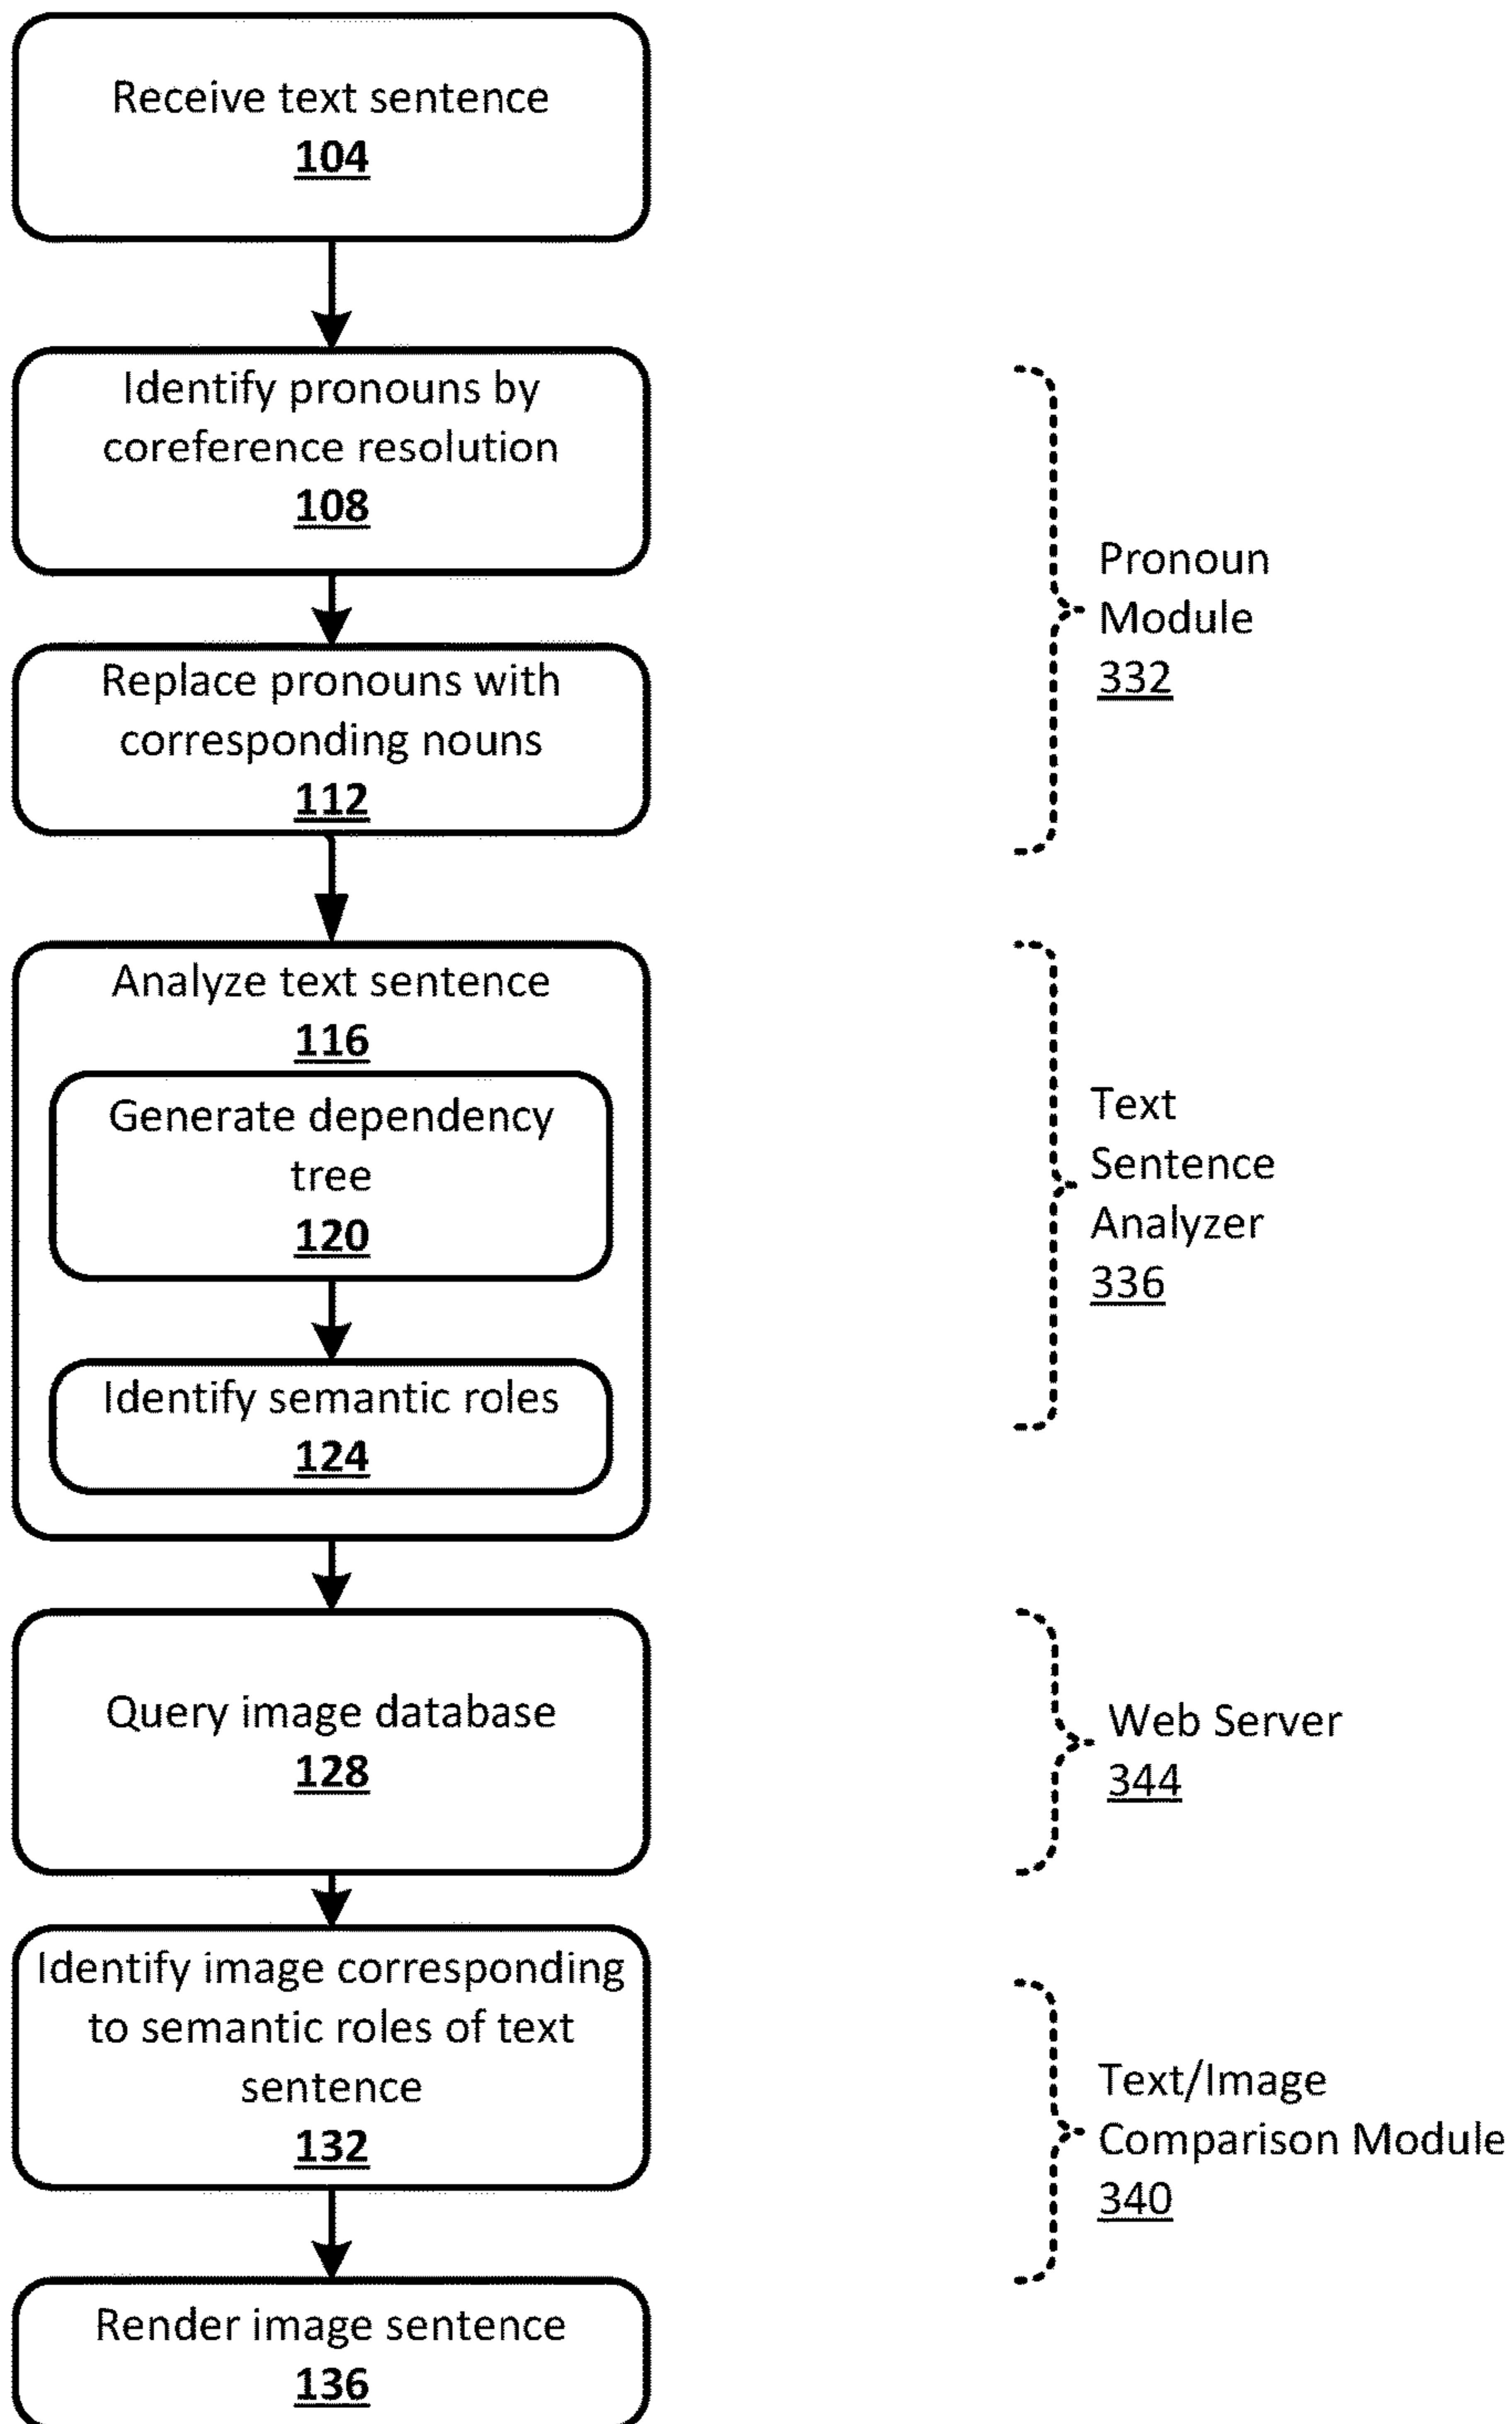 Receive text sentence
104
Identify pronouns by
coreference resolution
108
Replace pronouns with
corresponding nouns
112
Pronoun
Module
332
Analyze text sentence
116
Generate dependency
tree
120
Identify semantic roles
124
Text
Sentence
Analyzer
336
Query image database
128
Web Server
344
Identify image corresponding
to semantic roles of text
sentence
132
Text/Image
Comparison Module
340
Render image sentence
136